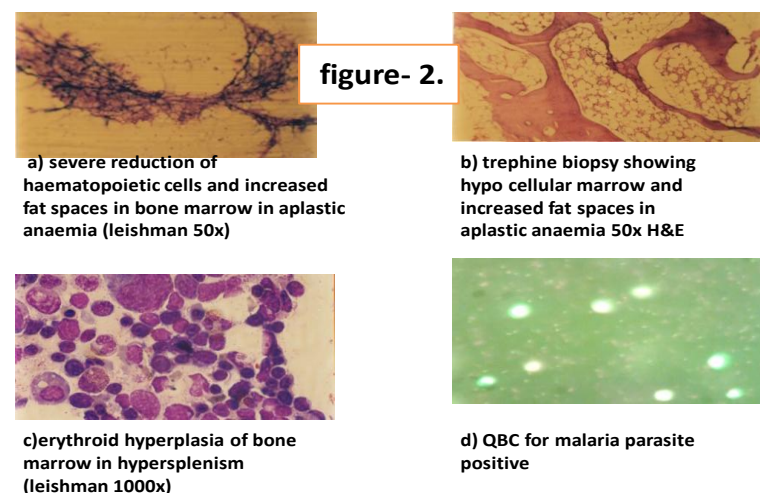 figure- 2.
a) severe reduction of
haematopoietic cells and increased
fat spaces in bone marrow in aplastic
anaemia (leishman 50x)
b) trephine biopsy showing
hypo cellular marrow and
increased fat spaces in
aplastic anaemia 50x H&E
c)erythroid hyperplasia of bone
marrow in hypersplenism
(leishman 1000x)
d) QBC for malaria parasite
positive